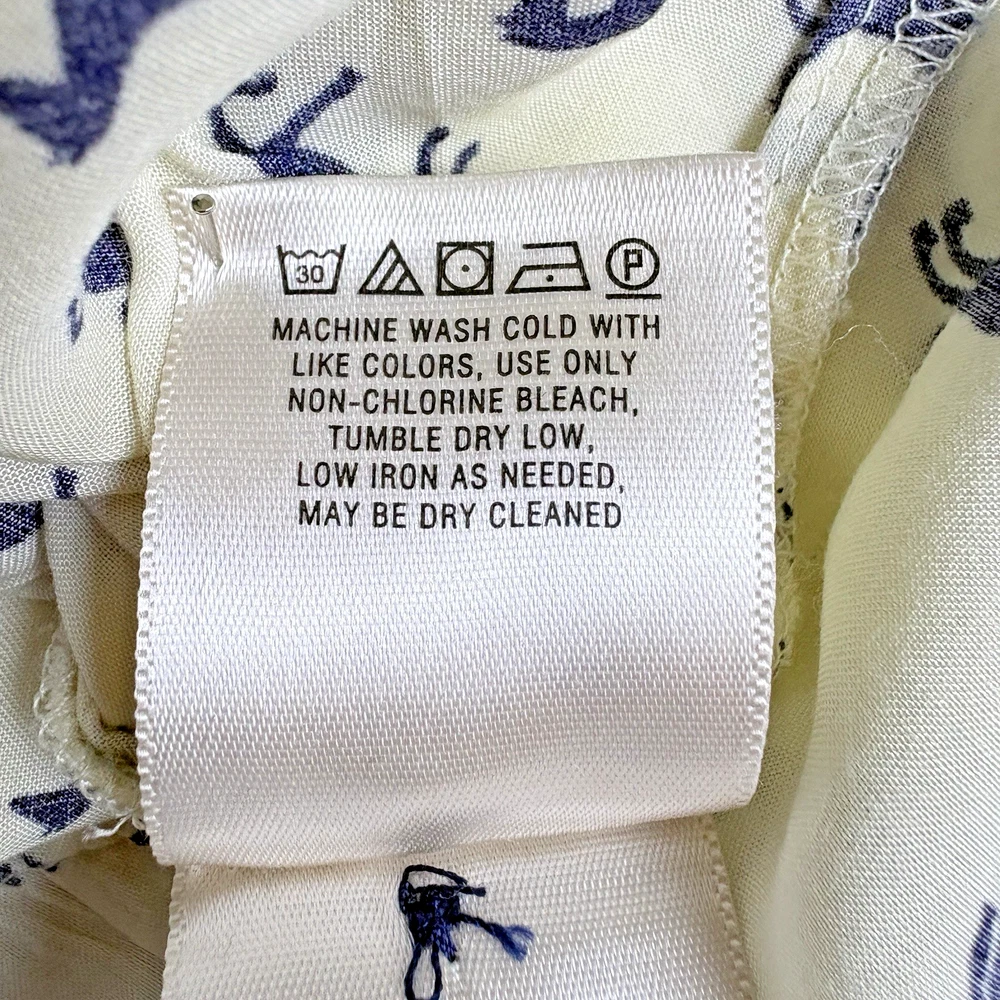 30 P
MACHINE WASH COLD WITH
LIKE COLORS, USE ONLY
NON-CHLORINE BLEACH,
TUMBLE DRY LOW,
LOW IRON AS NEEDED,
MAY BE DRY CLEANED